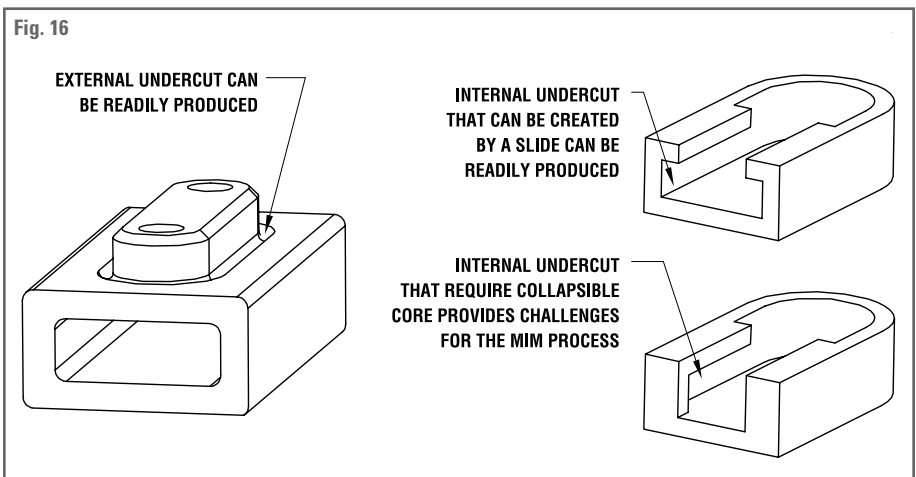 Fig. 16
EXTERNAL UNDERCUT CAN
BE READILY PRODUCED
INTERNAL UNDERCUT
THAT CAN BE CREATED
BY A SLIDE CAN BE
READILY PRODUCED
INTERNAL UNDERCUT
THAT REQUIRE COLLAPSIBLE
CORE PROVIDES CHALLENGES
FOR THE MIM PROCESS